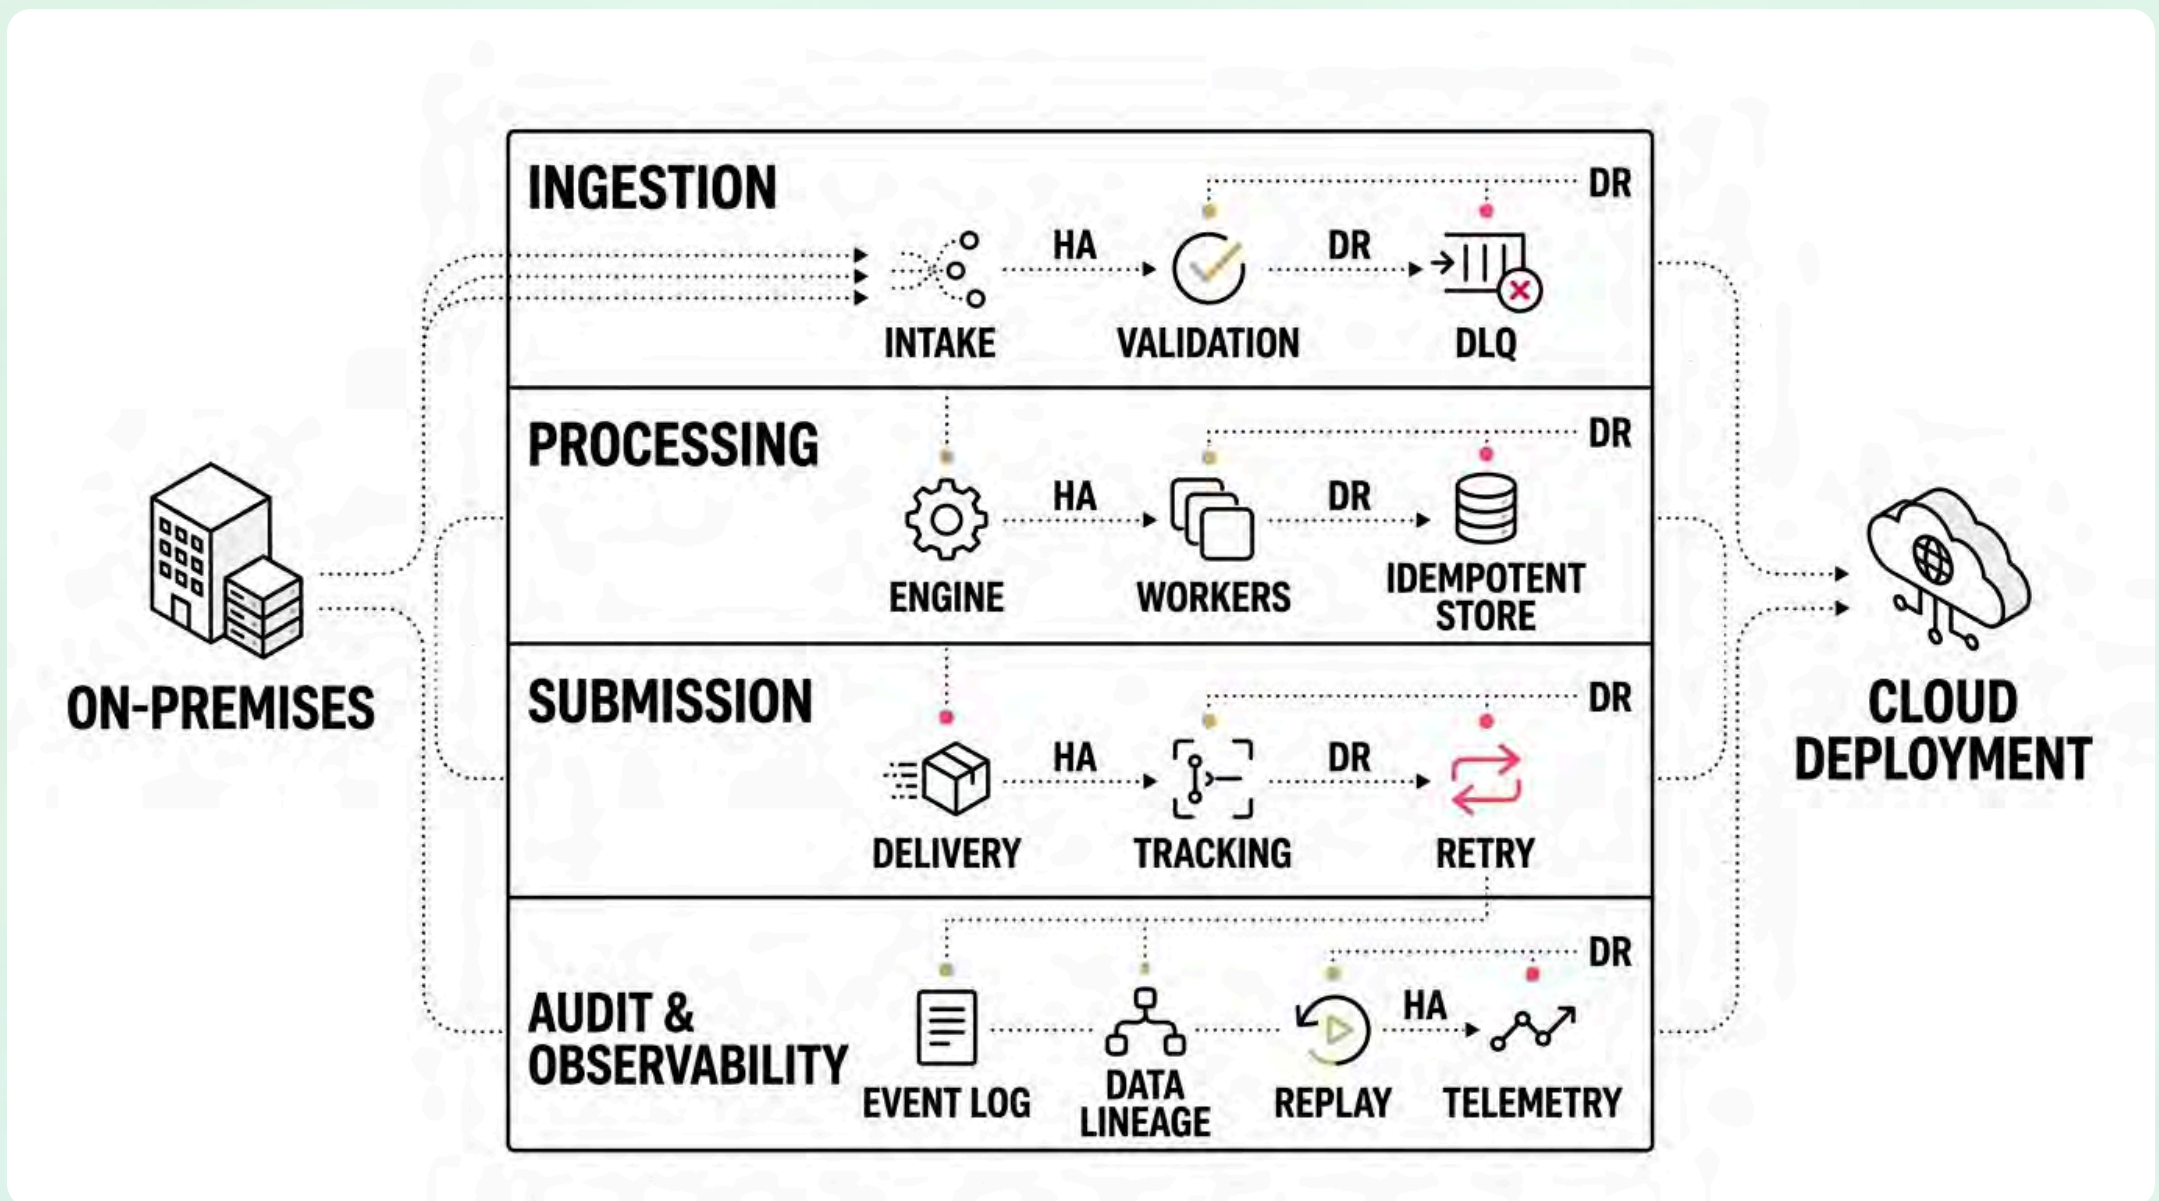 INGESTION
DR
HA
DR
INTAKE
VALIDATION
DLQ
PROCESSING
DR
HA
DR
ENGINE
WORKERS
IDEMPOTENT
STORE
ON-PREMISES
SUBMISSION
DR
HA
DR
DELIVERY
TRACKING
RETRY
CLOUD
DEPLOYMENT
DR
AUDIT &
OBSERVABILITY
HA
EVENT LOG
DATA
LINEAGE
REPLAY
TELEMETRY